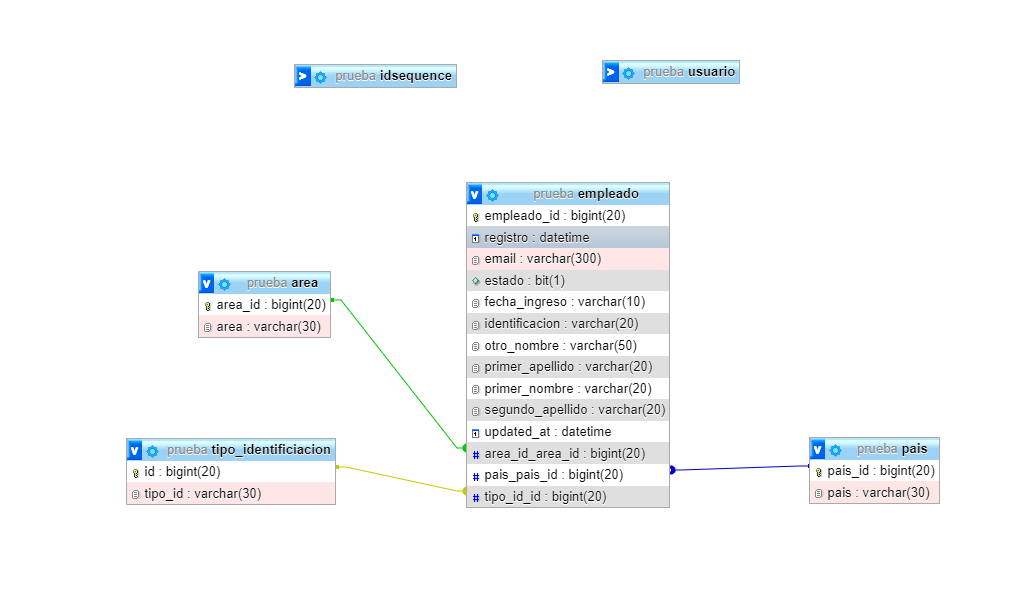 prueba idsequence
prueba usuario
prueba empleado
empleado_id : bigint(20)
registro : datetime
email : varchar(300)
estado : bit(1)
fecha_ingreso : varchar(10)
identificacion : varchar(20)
otro_nombre : varchar(50)
primer_apellido : varchar(20)
primer_nombre : varchar(20)
segundo_apellido : varchar(20)
updated_at : datetime
# area_id_area_id : bigint(20)
# pais_pais_id : bigint(20)
# tipo_id_id : bigint(20)
prueba area
area_id : bigint(20)
area : varchar(30)
prueba tipo_identificiacion
id : bigint(20)
tipo_id : varchar(30)
prueba pais
pais_id : bigint(20)
pais : varchar(30)